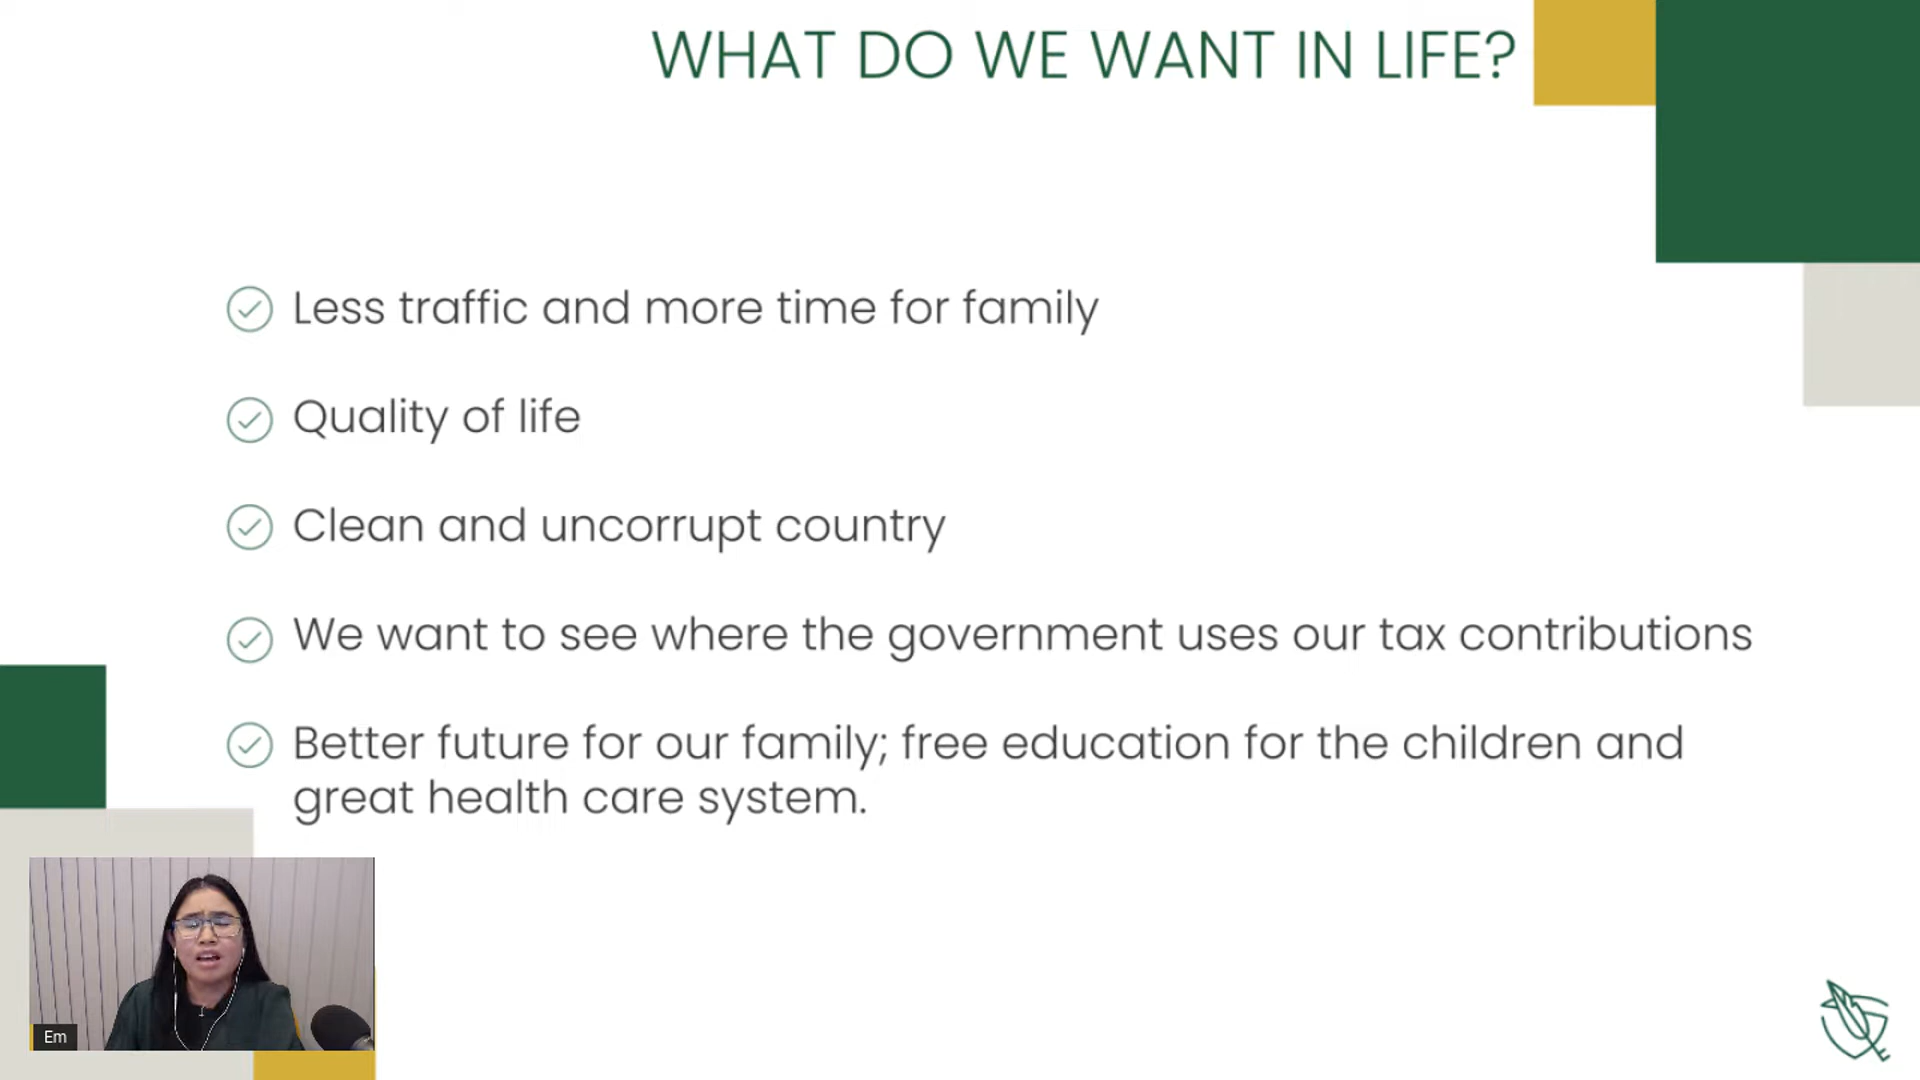 WHAT DO WE WANT IN LIFE?
Less traffic and more time for family
Quality of life
Clean and uncorrupt country
We want to see where the government uses our tax contributions
Better future for our family; free education for the children and
great health care system.
Em